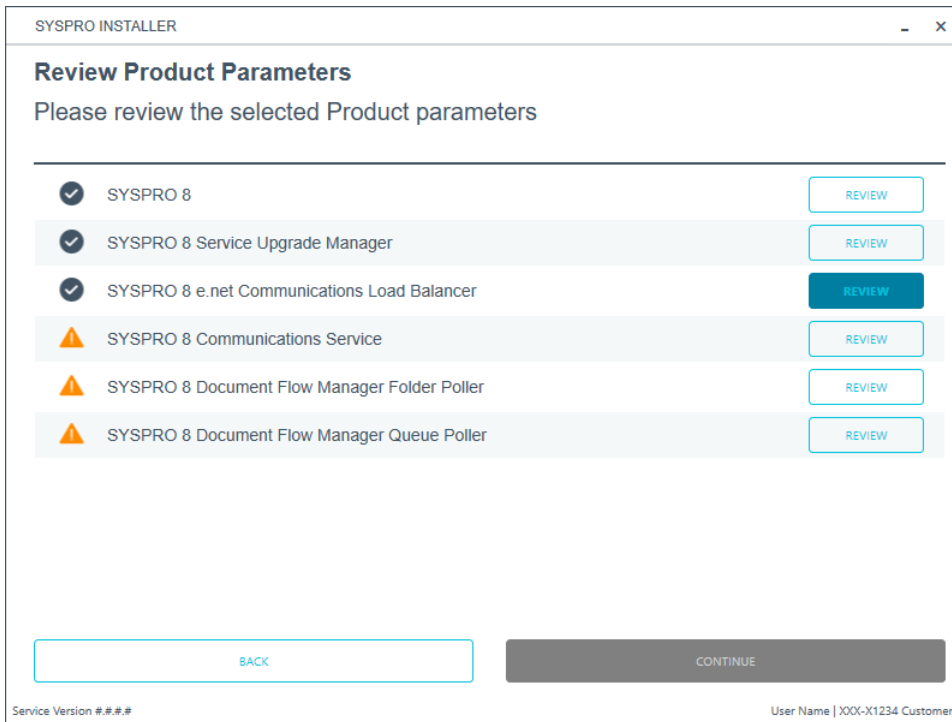 SYSPRO INSTALLER
Review Product Parameters
Please review the selected Product parameters
SYSPRO 8 REVIEW
SYSPRO 8 Service Upgrade Manager REVIEW
SYSPRO 8 e.net Communications Load Balancer REVIEW
SYSPRO 8 Communications Service REVIEW
SYSPRO 8 Document Flow Manager Folder Poller REVIEW
SYSPRO 8 Document Flow Manager Queue Poller REVIEW
BACK CONTINUE
Service Version #.#.#.# User Name | XXX-X1234 Customer